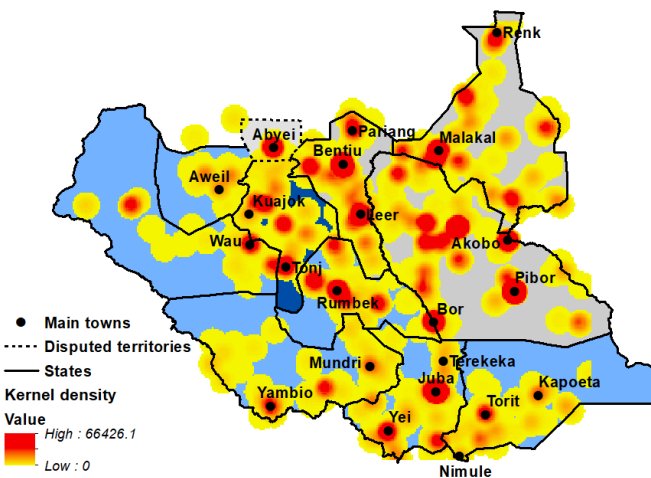 Renk
Abyei
Pariang
Malakal
Bentiu
Aweil
Kuajok
Leer
Wau
Akobo
Tonj
Pibor
Rumbek
Bor
Mundri
Terekeka
Juba
Kapoeta
Yambio
Torit
Yei
Nimule
Main towns
Disputed territories
States
Kernel density
Value
High : 66426.1
Low : 0